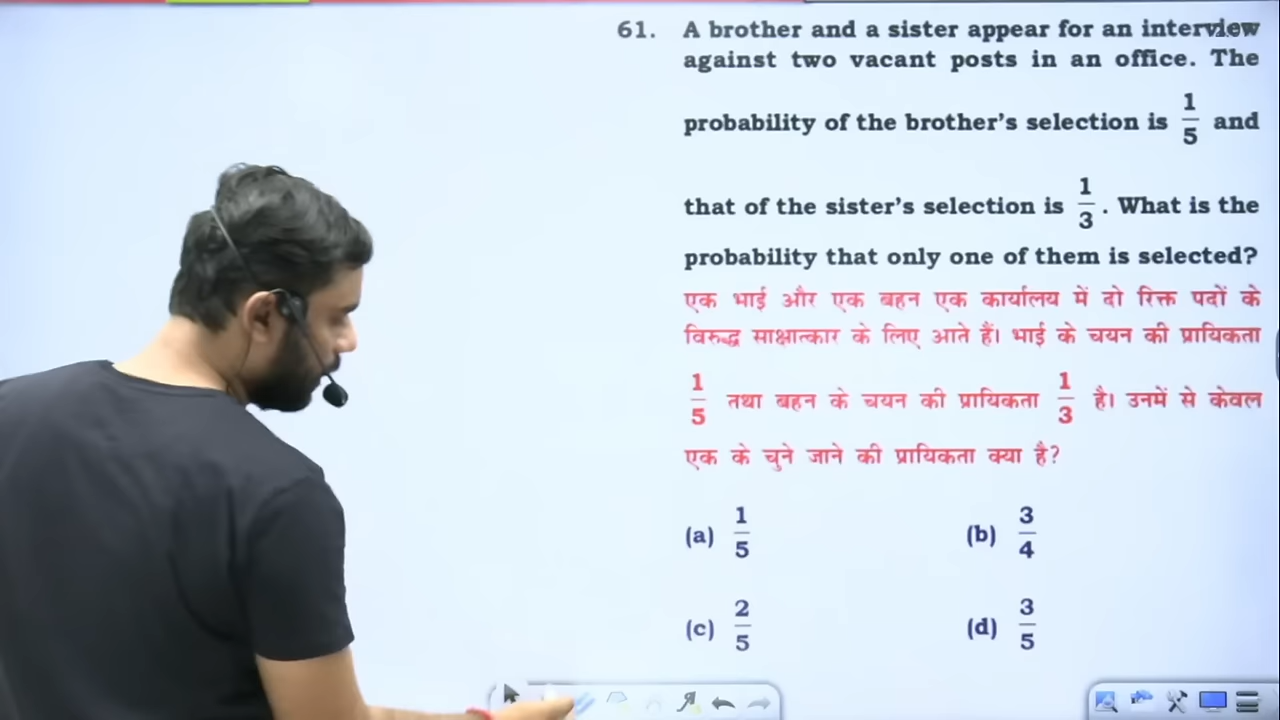 61. A brother and a sister appear for an interview
against two vacant posts in an office. The
probability of the brother's selection is 1/5 and
that of the sister's selection is 1/3. What is the
probability that only one of them is selected?
एक भाई और एक बहन एक कार्यालय में दो रिक्त पदों के
विरुद्ध साक्षात्कार के लिए आते हैं। भाई के चयन की प्रायिकता
1/5 तथा बहन के चयन की प्रायिकता 1/3 है। उनमें से केवल
एक के चुने जाने की प्रायिकता क्या है?
(a) 1/5 (b) 3/4
(c) 2/5 (d) 3/5